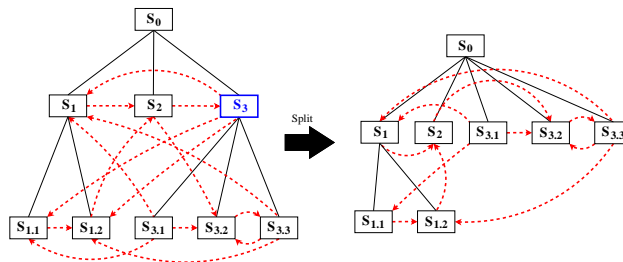 S0
S1 S2 S3
S1.1 S1.2 S3.1 S3.2 S3.3
Split
S0
S1 S2 S3.1 S3.2 S3.3
S1.1 S1.2